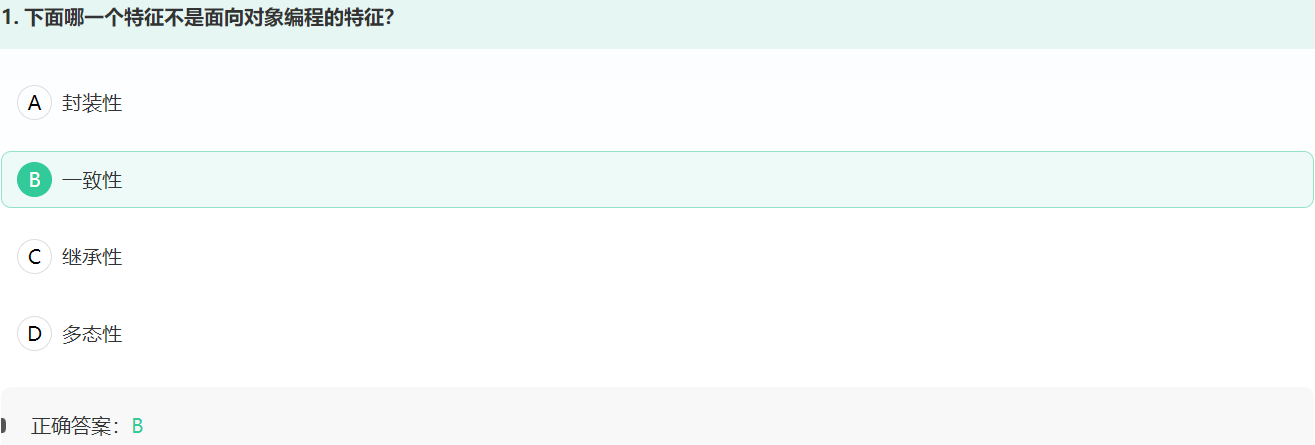 1. 下面哪一个特征不是面向对象编程的特征?
A 封装性
B 一致性
C 继承性
D 多态性
正确答案：B